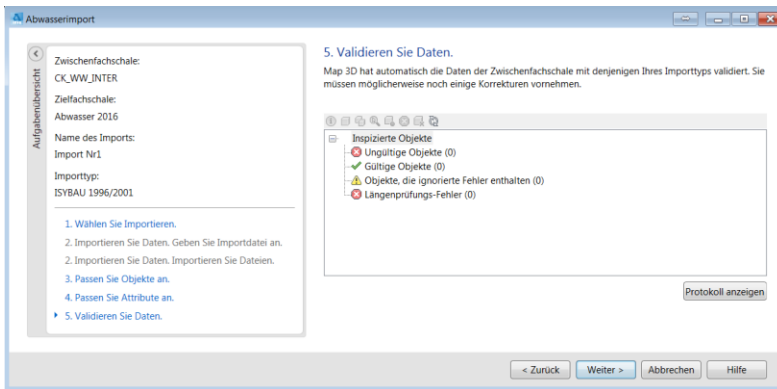 Abwasserimport
Aufgabenübersicht
Zwischenfachschale:
CK_WW_INTER
Zielfachschale:
Abwasser 2016
Name des Imports:
Import Nr1
Importtyp:
ISYBAU 1996/2001
1. Wählen Sie Importieren.
2. Importieren Sie Daten. Geben Sie Importdatei an.
2. Importieren Sie Daten. Importieren Sie Dateien.
3. Passen Sie Objekte an.
4. Passen Sie Attribute an.
5. Validieren Sie Daten.
5. Validieren Sie Daten.
Map 3D hat automatisch die Daten der Zwischenfachschale mit denjenigen Ihres Importtyps validiert. Sie
müssen möglicherweise noch einige Korrekturen vornehmen.
Inspizierte Objekte
Ungültige Objekte (0)
Gültige Objekte (0)
Objekte, die ignorierte Fehler enthalten (0)
Längenprüfungs-Fehler (0)
Protokoll anzeigen
< Zurück
Weiter >
Abbrechen
Hilfe